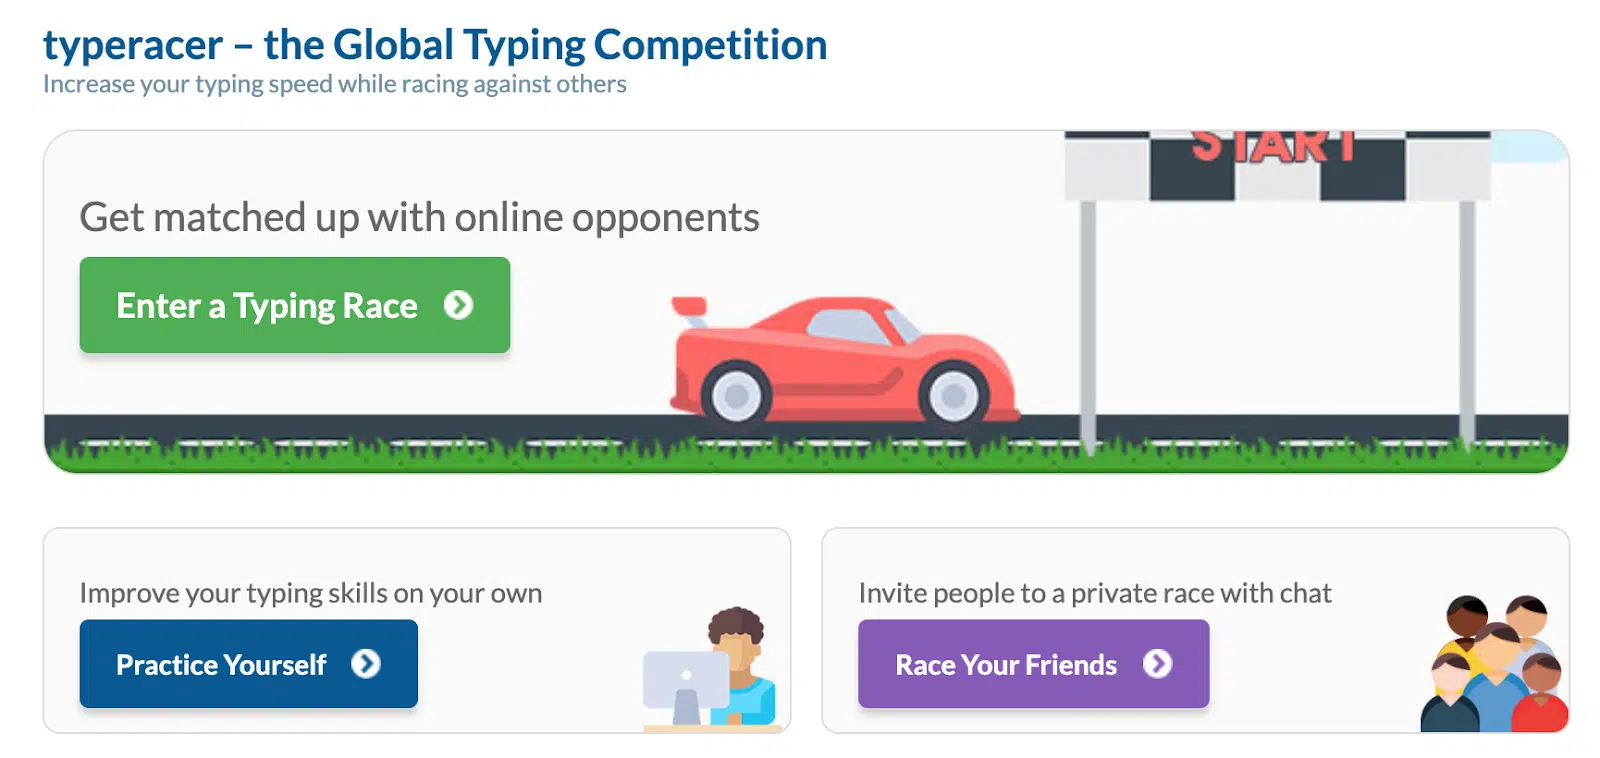 typeracer – the Global Typing Competition
Increase your typing speed while racing against others
START
Get matched up with online opponents
Enter a Typing Race
Improve your typing skills on your own
Practice Yourself
Invite people to a private race with chat
Race Your Friends